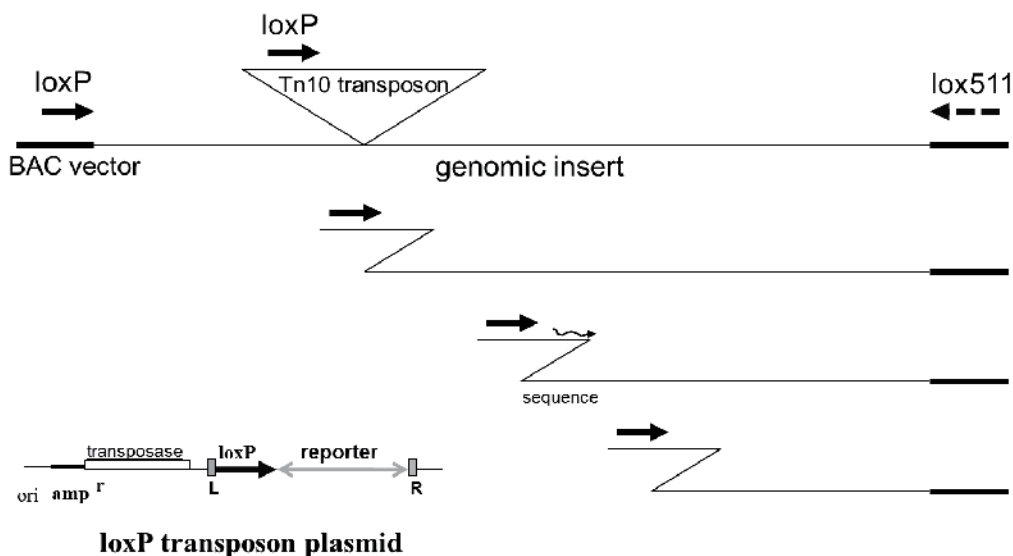 loxP
loxP
Tn10 transposon
lox511
BAC vector
genomic insert
sequence
transposase
loxP
reporter
ori amp r
L
R
loxP transposon plasmid